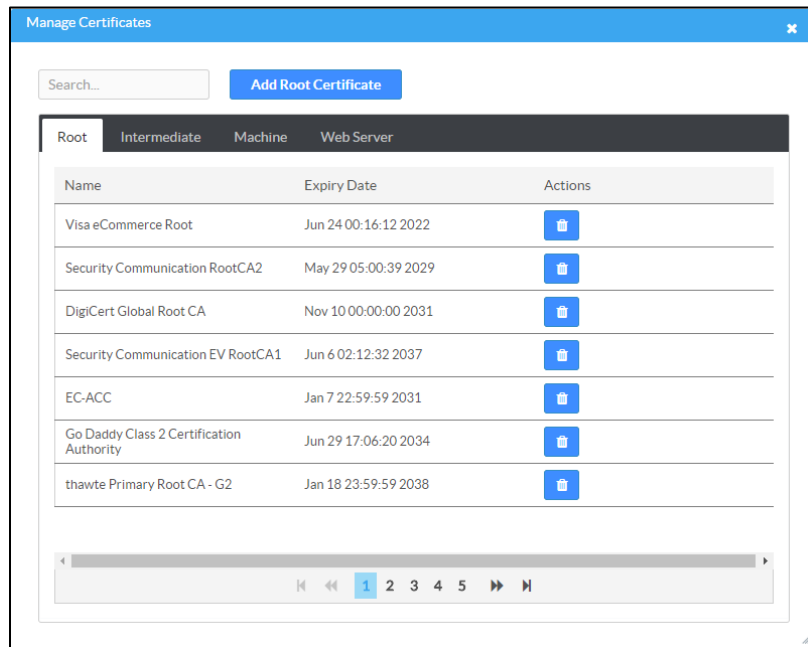 Manage Certificates
Search...
Add Root Certificate
Root Intermediate Machine Web Server
Name Expiry Date Actions
Visa eCommerce Root Jun 24 00:16:12 2022
Security Communication RootCA2 May 29 05:00:39 2029
DigiCert Global Root CA Nov 10 00:00:00 2031
Security Communication EV RootCA1 Jun 6 02:12:32 2037
EC-ACC Jan 7 22:59:59 2031
Go Daddy Class 2 Certification
Authority Jun 29 17:06:20 2034
thawte Primary Root CA - G2 Jan 18 23:59:59 2038
1 2 3 4 5